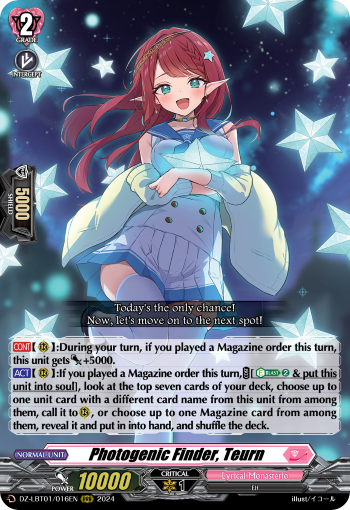 2
GRADE
INTERCEPT
5000
SHIELD
Today's the only chance!
Now, let's move on to the next spot!
CONT【】:During your turn, if you played a Magazine order this turn,
this unit gets +5000.
ACT【】:If you played a Magazine order this turn, [ BLAST 2 & put this
unit into soul], look at the top seven cards of your deck, choose up to
one unit card with a different card name from this unit from among
them, call it to , or choose up to one Magazine card from among
them, reveal it and put in into hand, and shuffle the deck.
NORMAL UNIT
Photogenic Finder, Teurn
POWER 10000
CRITICAL
1
Lyrical Monasterio
Elf
D DZ-LBT01/016EN RRR 2024
illust/イコール